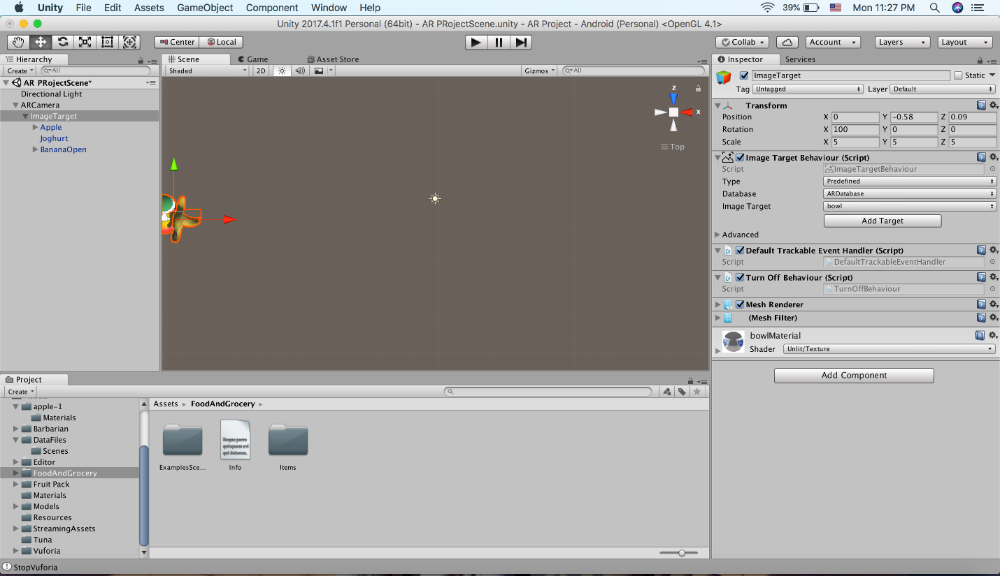 Unity File Edit Assets GameObject Component Window Help 39% Mon 11:27 PM
Unity 2017.4.1f1 Personal (64bit) - AR PRojectScene.unity - AR Project - Android (Personal) <OpenGL 4.1>
Center Local Collab Account Layers Layout
Hierarchy
Create All
AR PRojectScene*
Directional Light
ARCamera
ImageTarget
Apple
Joghurt
BananaOpen
Scene Game Asset Store
Shaded 2D Gizmos All
z
x
Top
Inspector Services
ImageTarget Static
Tag Untagged Layer Default
Transform
Position X 0 Y -0.58 Z 0.09
Rotation X 100 Y 0 Z 0
Scale X 5 Y 5 Z 5
Image Target Behaviour (Script)
Script ImageTargetBehaviour
Type Predefined
Database ARDatabase
Image Target bowl
Add Target
Advanced
Default Trackable Event Handler (Script)
Script DefaultTrackableEventHandler
Turn Off Behaviour (Script)
Script TurnOffBehaviour
Mesh Renderer
(Mesh Filter)
bowlMaterial
Shader Unlit/Texture
Add Component
Project
Create
apple-1
Materials
Barbarian
DataFiles
Scenes
Editor
FoodAndGrocery
Fruit Pack
Materials
Models
Resources
StreamingAssets
Tuna
Vuforia
Assets FoodAndGrocery
Neque porro
quisquam est
qui dolorem.
ExamplesSce... Info Items
StopVuforia